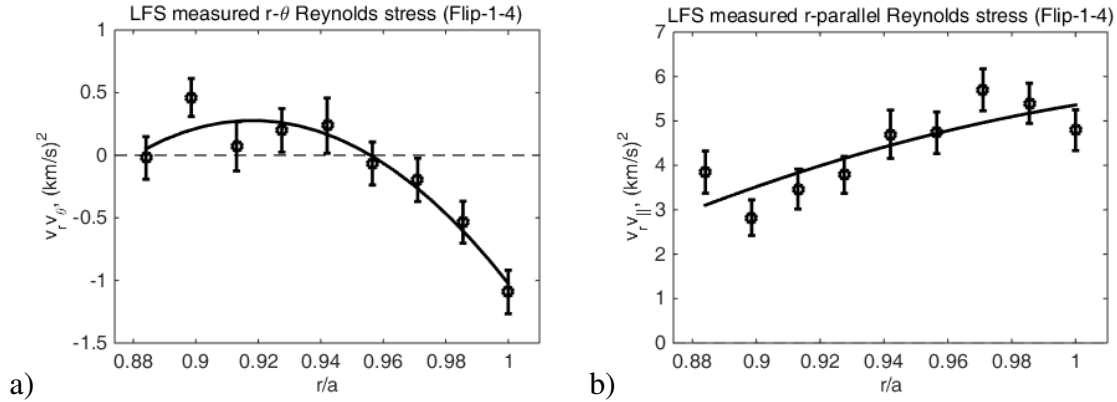 LFS measured r-θ Reynolds stress (Flip-1-4)
1
0.5
0
-0.5
-1
-1.5
v_r v_θ, (km/s)²
0.88 0.9 0.92 0.94 0.96 0.98 1
r/a
a)
LFS measured r-parallel Reynolds stress (Flip-1-4)
7
6
5
4
3
2
1
0
v_r v_||, (km/s)²
0.88 0.9 0.92 0.94 0.96 0.98 1
r/a
b)